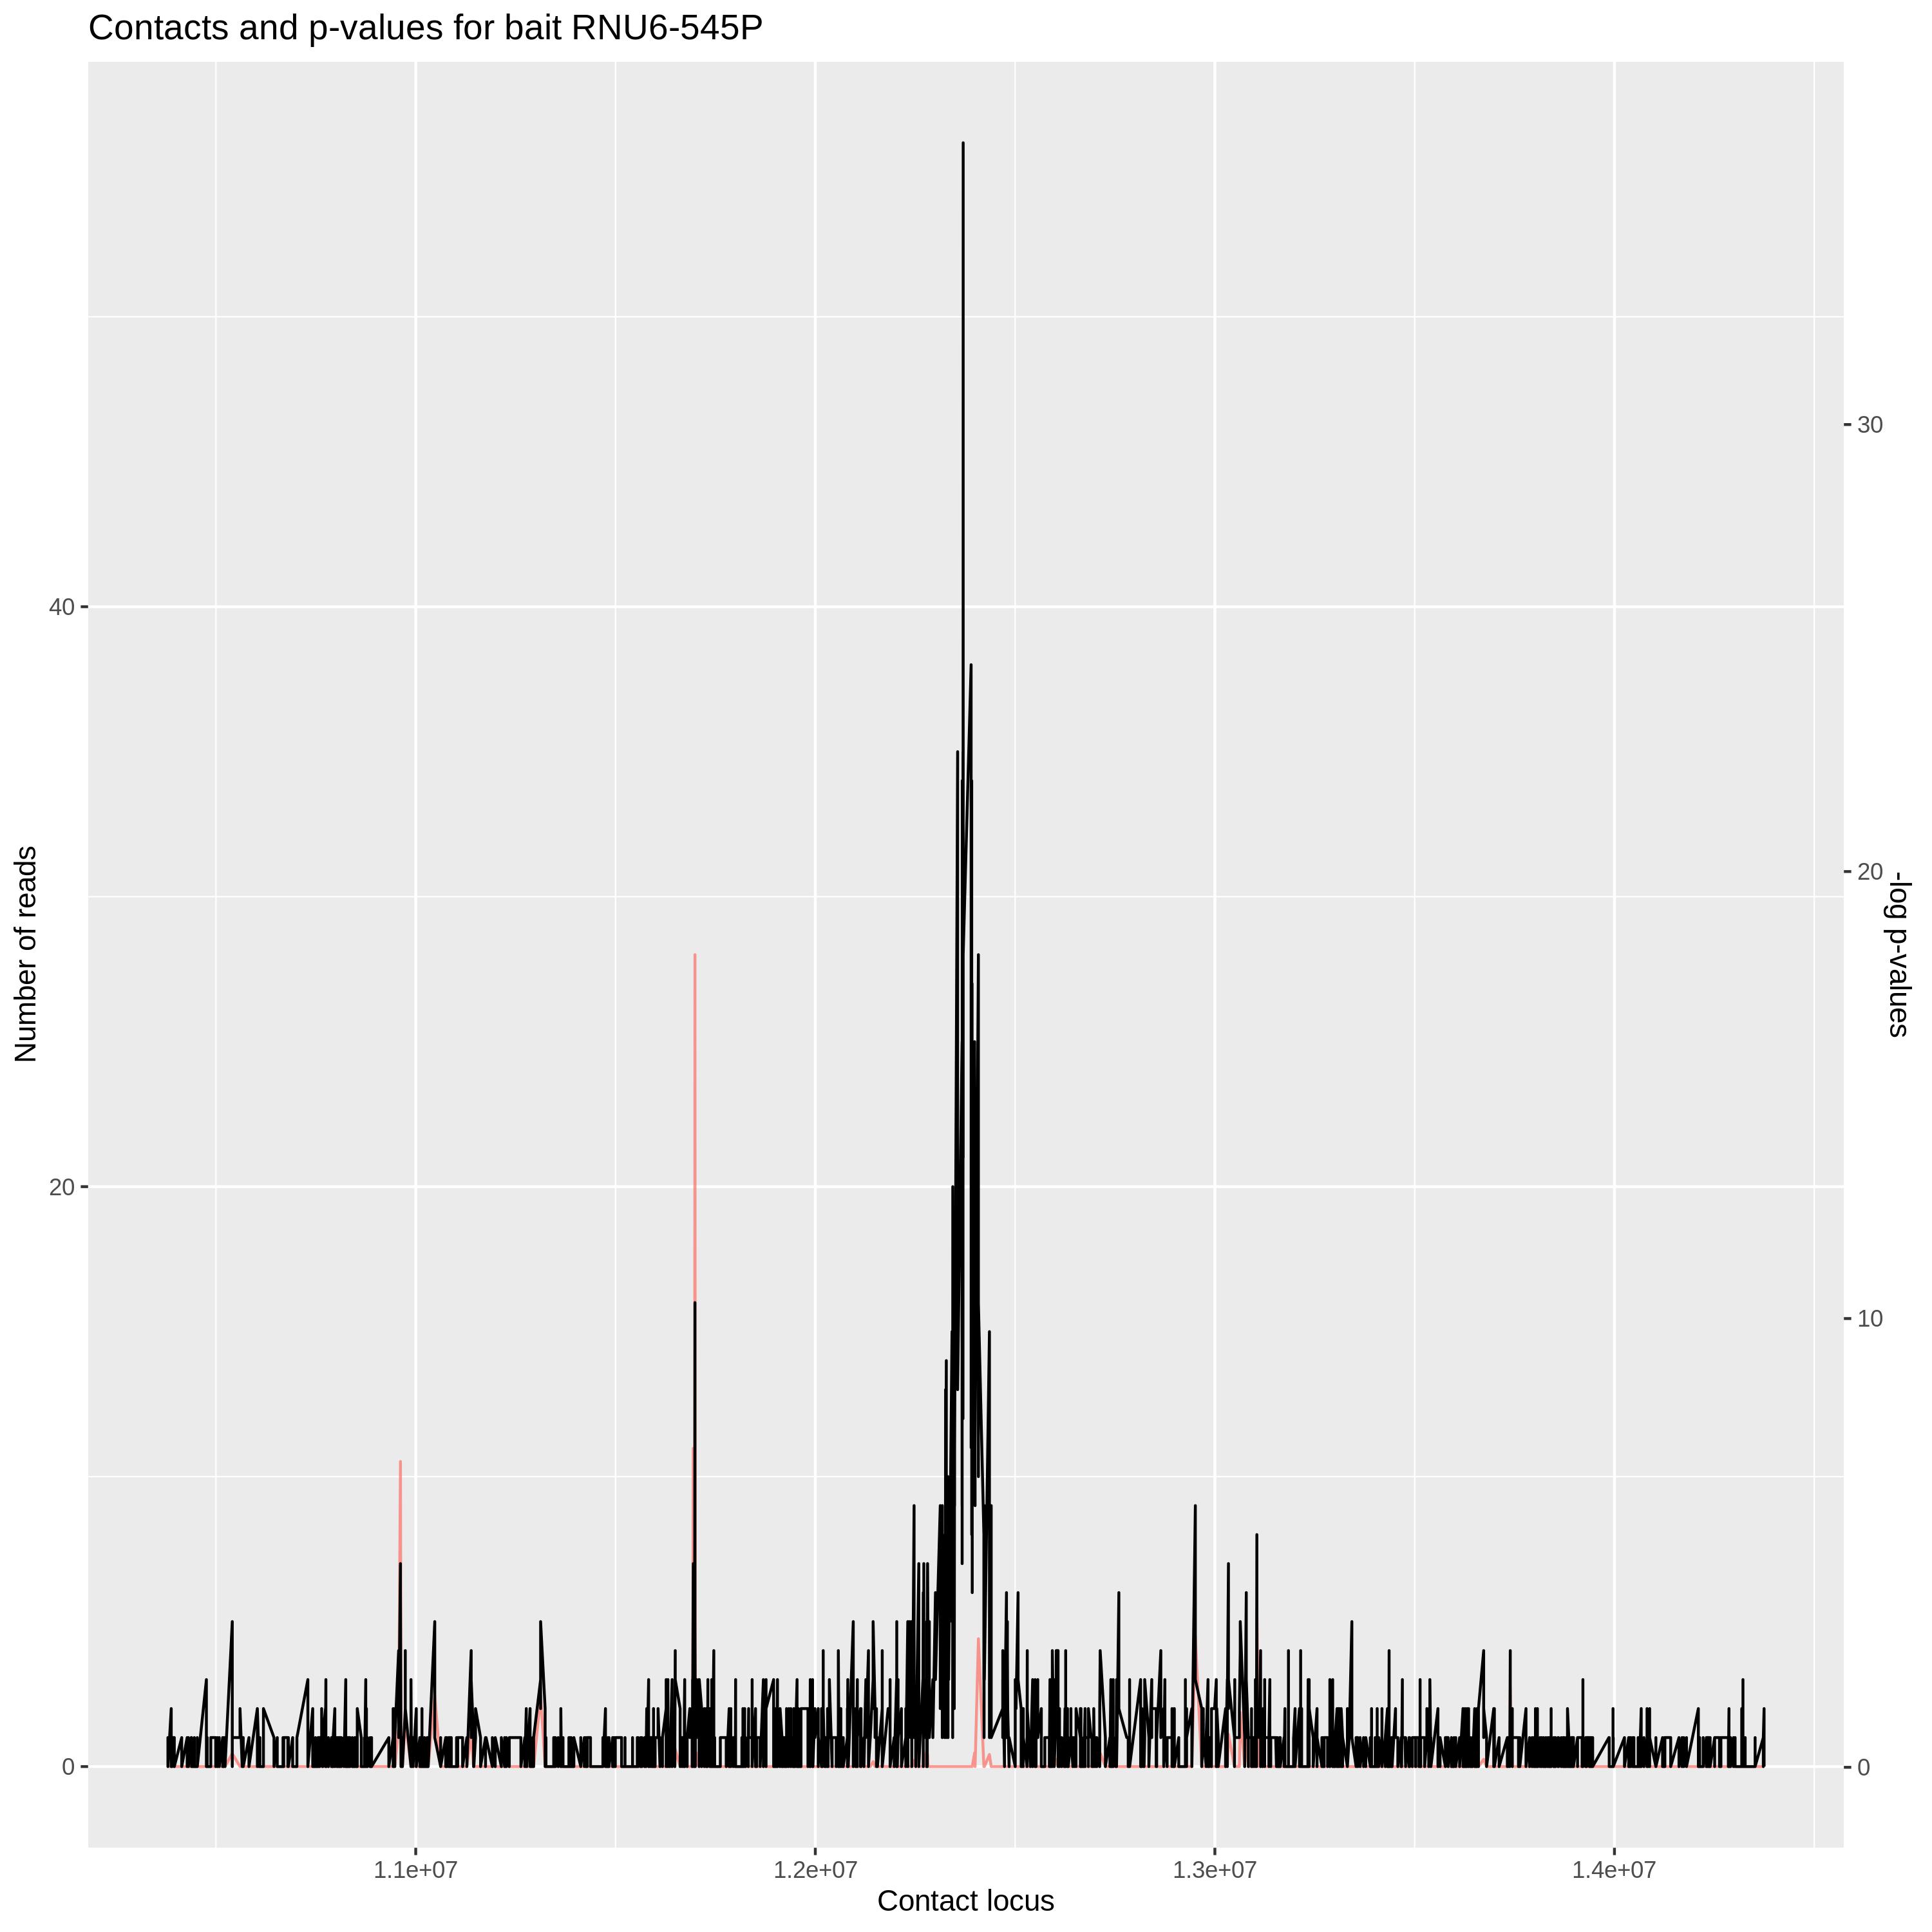 Contacts and p-values for bait RNU6-545P
Number of reads
40
20
0
30
20
10
0
-log p-values
1.1e+07
1.2e+07
1.3e+07
1.4e+07
Contact locus